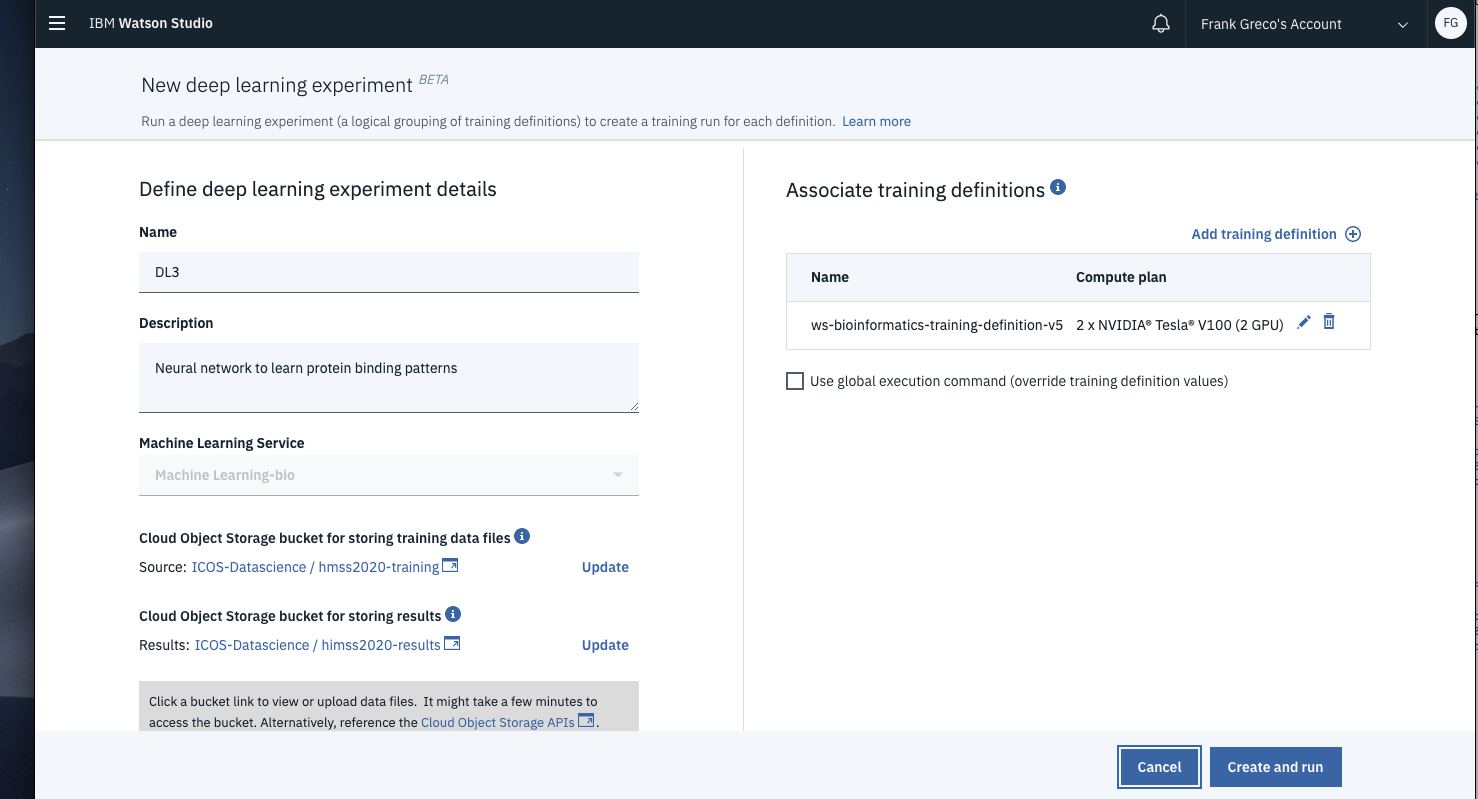 IBM Watson Studio
Frank Greco's Account
FG
New deep learning experiment BETA
Run a deep learning experiment (a logical grouping of training definitions) to create a training run for each definition. Learn more
Define deep learning experiment details
Name
DL3
Description
Neural network to learn protein binding patterns
Machine Learning Service
Machine Learning-bio
Cloud Object Storage bucket for storing training data files
Source: ICOS-Datascience / hmss2020-training
Update
Cloud Object Storage bucket for storing results
Results: ICOS-Datascience / himss2020-results
Update
Click a bucket link to view or upload data files. It might take a few minutes to
access the bucket. Alternatively, reference the Cloud Object Storage APIs .
Associate training definitions
Add training definition
Name Compute plan
ws-bioinformatics-training-definition-v5 2 x NVIDIA® Tesla® V100 (2 GPU)
Use global execution command (override training definition values)
Cancel
Create and run